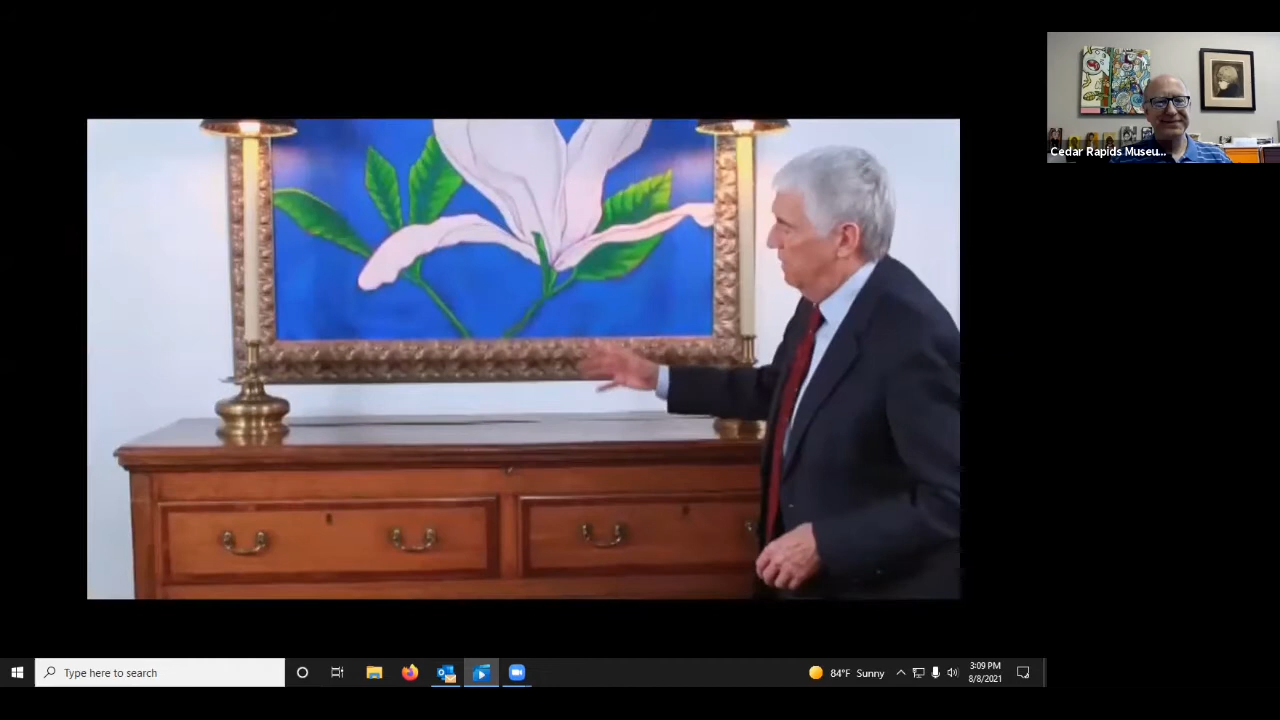 Cedar Rapids Museu...
Type here to search
84°F Sunny
3:09 PM
8/8/2021